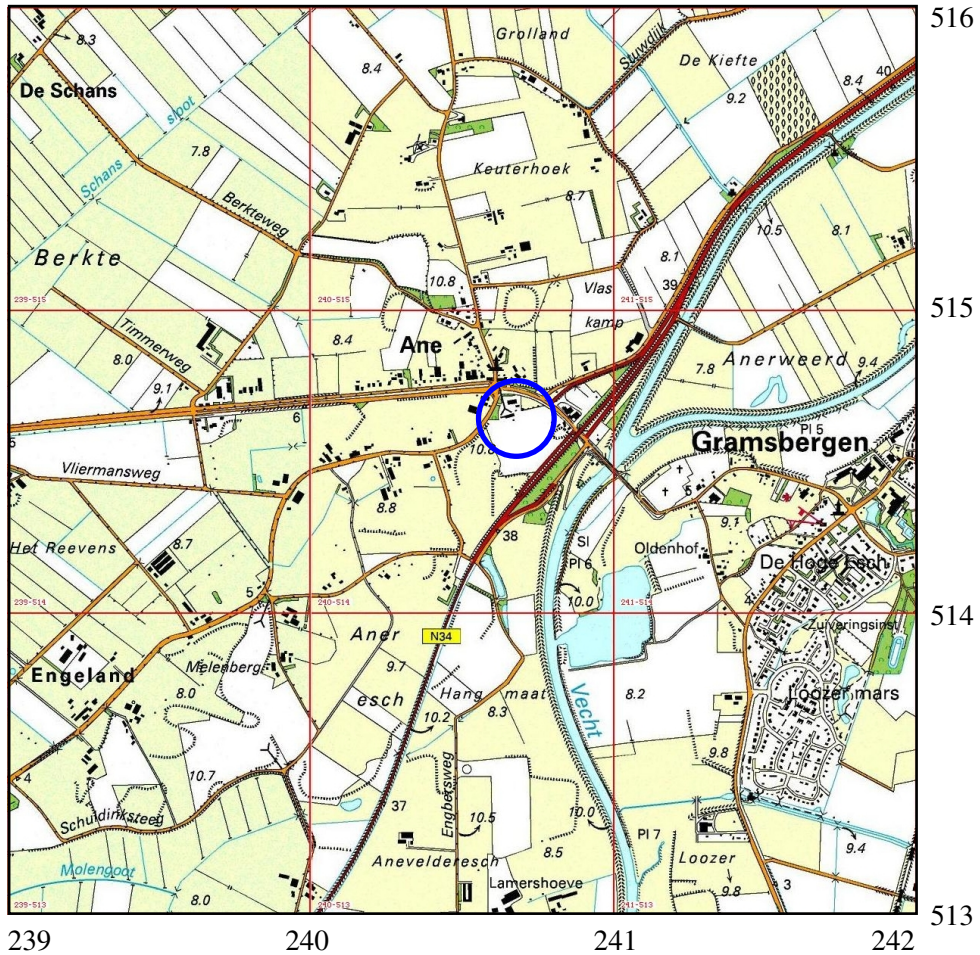 516
8.3
Grolland
Stuwdijk
De Kiefte
40
De Schans
8.4
8.4
9.2
Schans sloot
7.8
Keuterhoek
Berkteweg
8.7
10.5
8.1
Berkte
8.1
239-515
240-515
10.8
Vlas
39
241-515
515
Timmerweg
kamp
8.4
Ane
8.0
7.8
Anerweerd
9.4
9.1
6
5
Pl 5
Gramsbergen
10.8
Vliermansweg
8.8
9.1
Het Reevens
8.7
38
Sl
Oldenhof
De Hoge Esch
Pl 6
5
10.0
4
239-514
240-514
241-514
514
Aner
Zuiveringsinst
N34
Engeland
Melenberg
9.7
8.0
esch
Hang maat
8.2
Loozer mars
10.2
8.3
Vecht
9.8
4
10.7
37
Engbersweg
Schuldinksteeg
10.5
10.0
Pl 7
8.5
9.4
Molengoot
Anevelderesch
Loozer
8.0
Lamershoeve
9.8
3
239-513
240-513
241-513
513
239
240
241
242